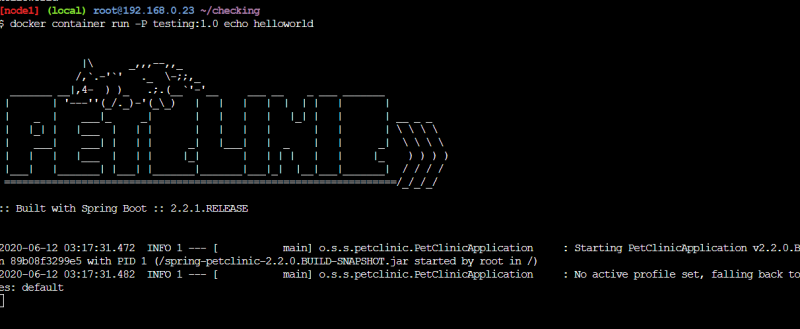 [node1] (local) root@192.168.0.23 ~/checking
$ docker container run -P testing:1.0 echo helloworld
PETCLINIC
:: Built with Spring Boot :: 2.2.1.RELEASE
2020-06-12 03:17:31.472 INFO 1 --- [ main] o.s.s.petclinic.PetClinicApplication : Starting PetClinicApplication v2.2.0.B
n 89b08f3299e5 with PID 1 (/spring-petclinic-2.2.0.BUILD-SNAPSHOT.jar started by root in /)
2020-06-12 03:17:31.482 INFO 1 --- [ main] o.s.s.petclinic.PetClinicApplication : No active profile set, falling back to
es: default